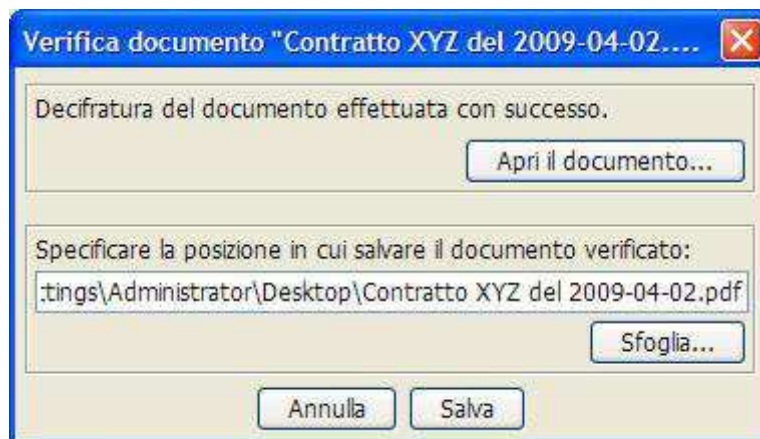 Verifica documento "Contratto XYZ del 2009-04-02....
Decifratura del documento effettuata con successo.
Apri il documento...
Specificare la posizione in cui salvare il documento verificato:
:tings\Administrator\Desktop\Contratto XYZ del 2009-04-02.pdf
Sfoglia...
Annulla Salva